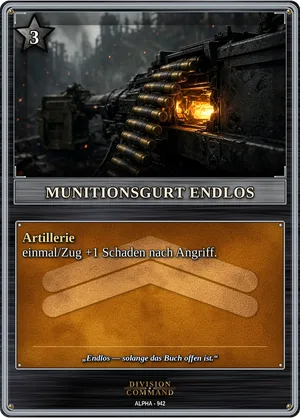 3
MUNITIONSGURT ENDLOS
Artillerie
einmal/Zug +1 Schaden nach Angriff.
„Endlos — solange das Buch offen ist.“
DIVISION
COMMAND
ALPHA - 942